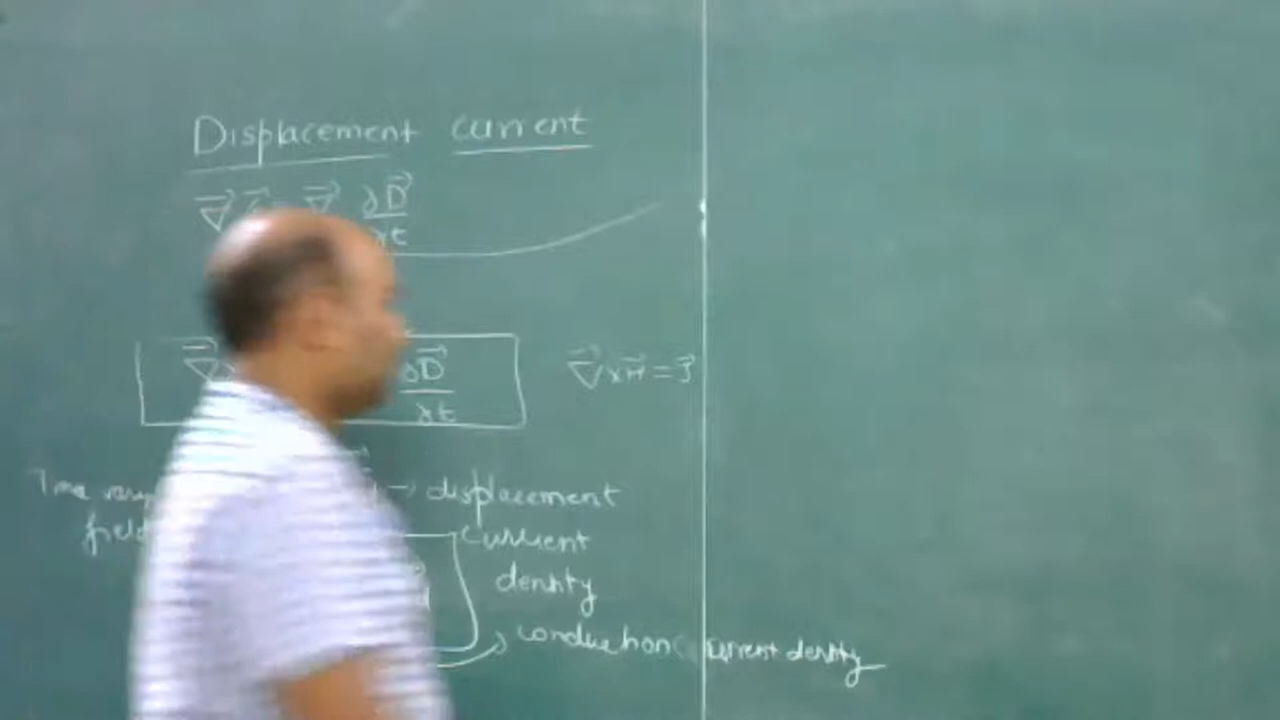 Displacement current
∂D⃗
∂t
∂D⃗
∂t
∇⃗ x H⃗ = J⃗
Time vary
field
→ displacement
current
density
conduction current density